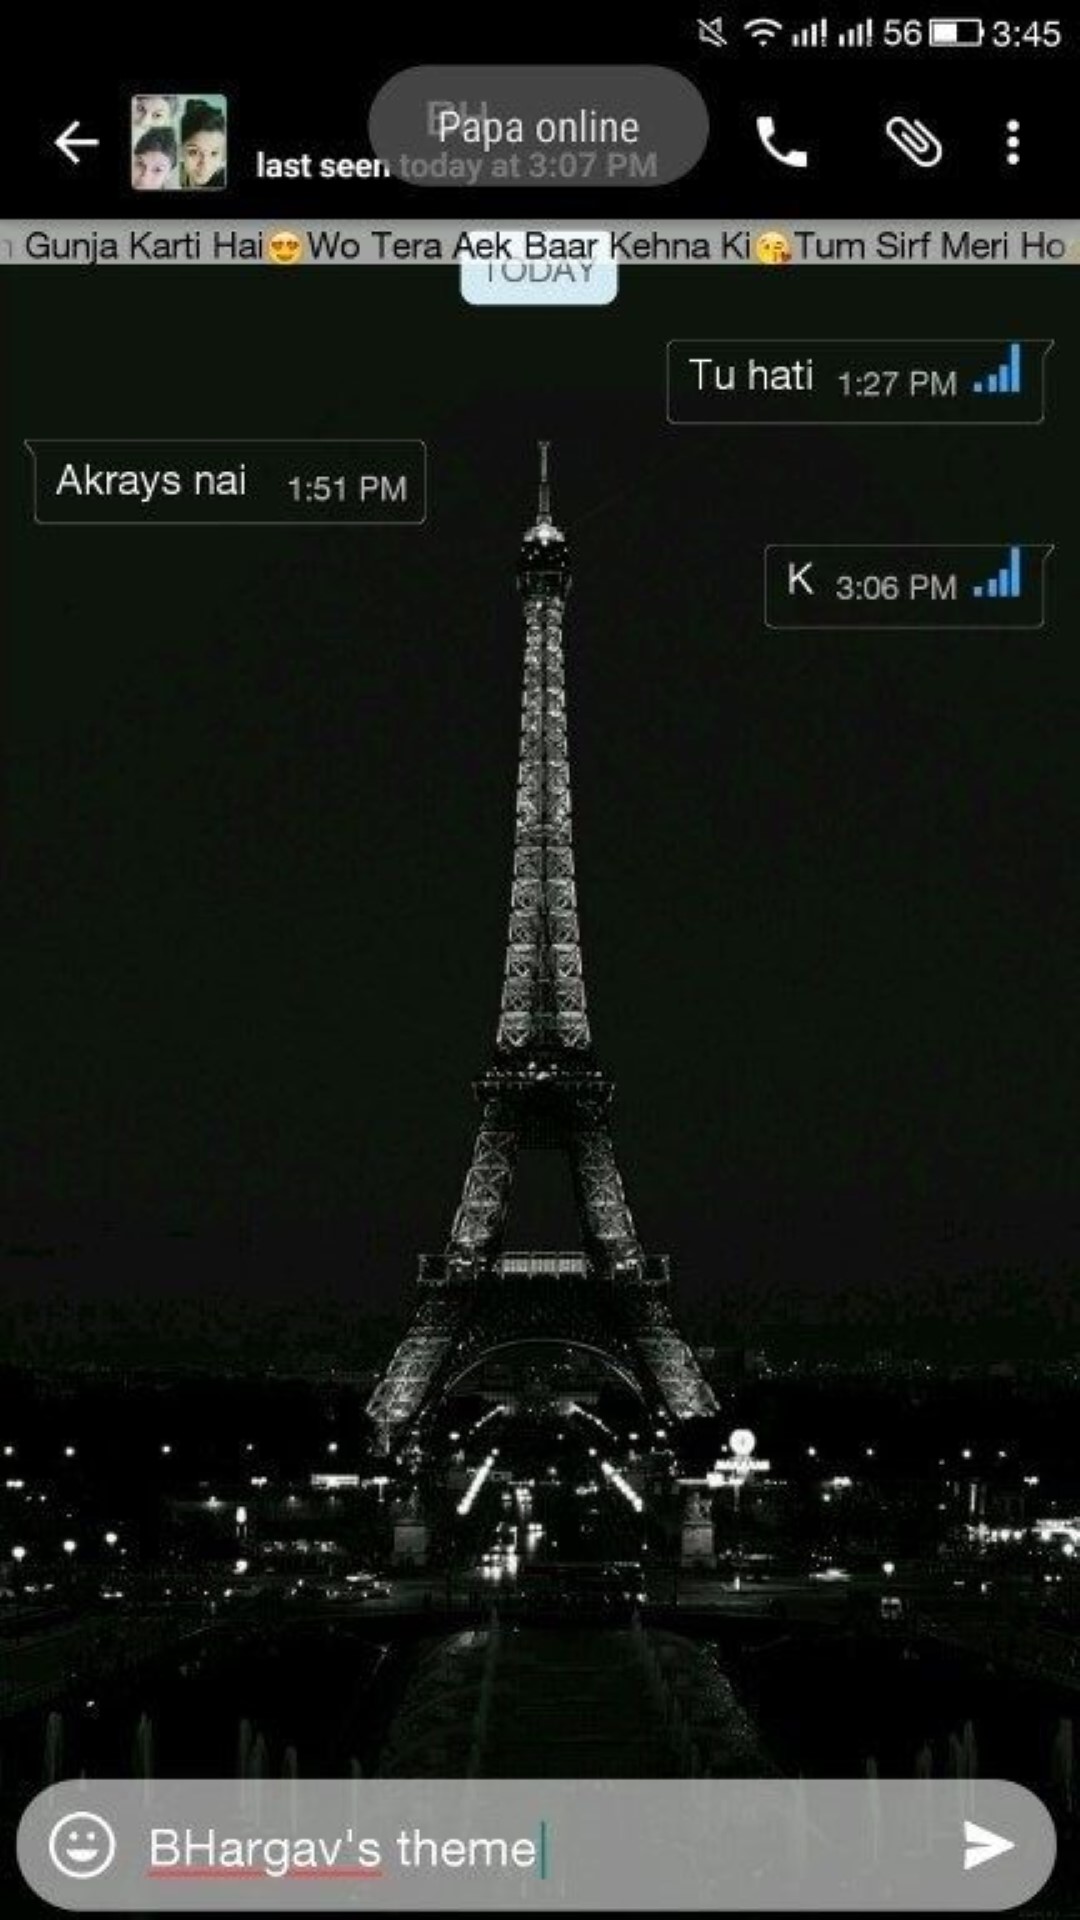 56 3:45
BH
Papa online
last seen today at 3:07 PM
Gunja Karti Hai😍Wo Tera Aek Baar Kehna Ki😘Tum Sirf Meri Ho
TODAY
Tu hati 1:27 PM
Akrays nai 1:51 PM
K 3:06 PM
BHargav's theme